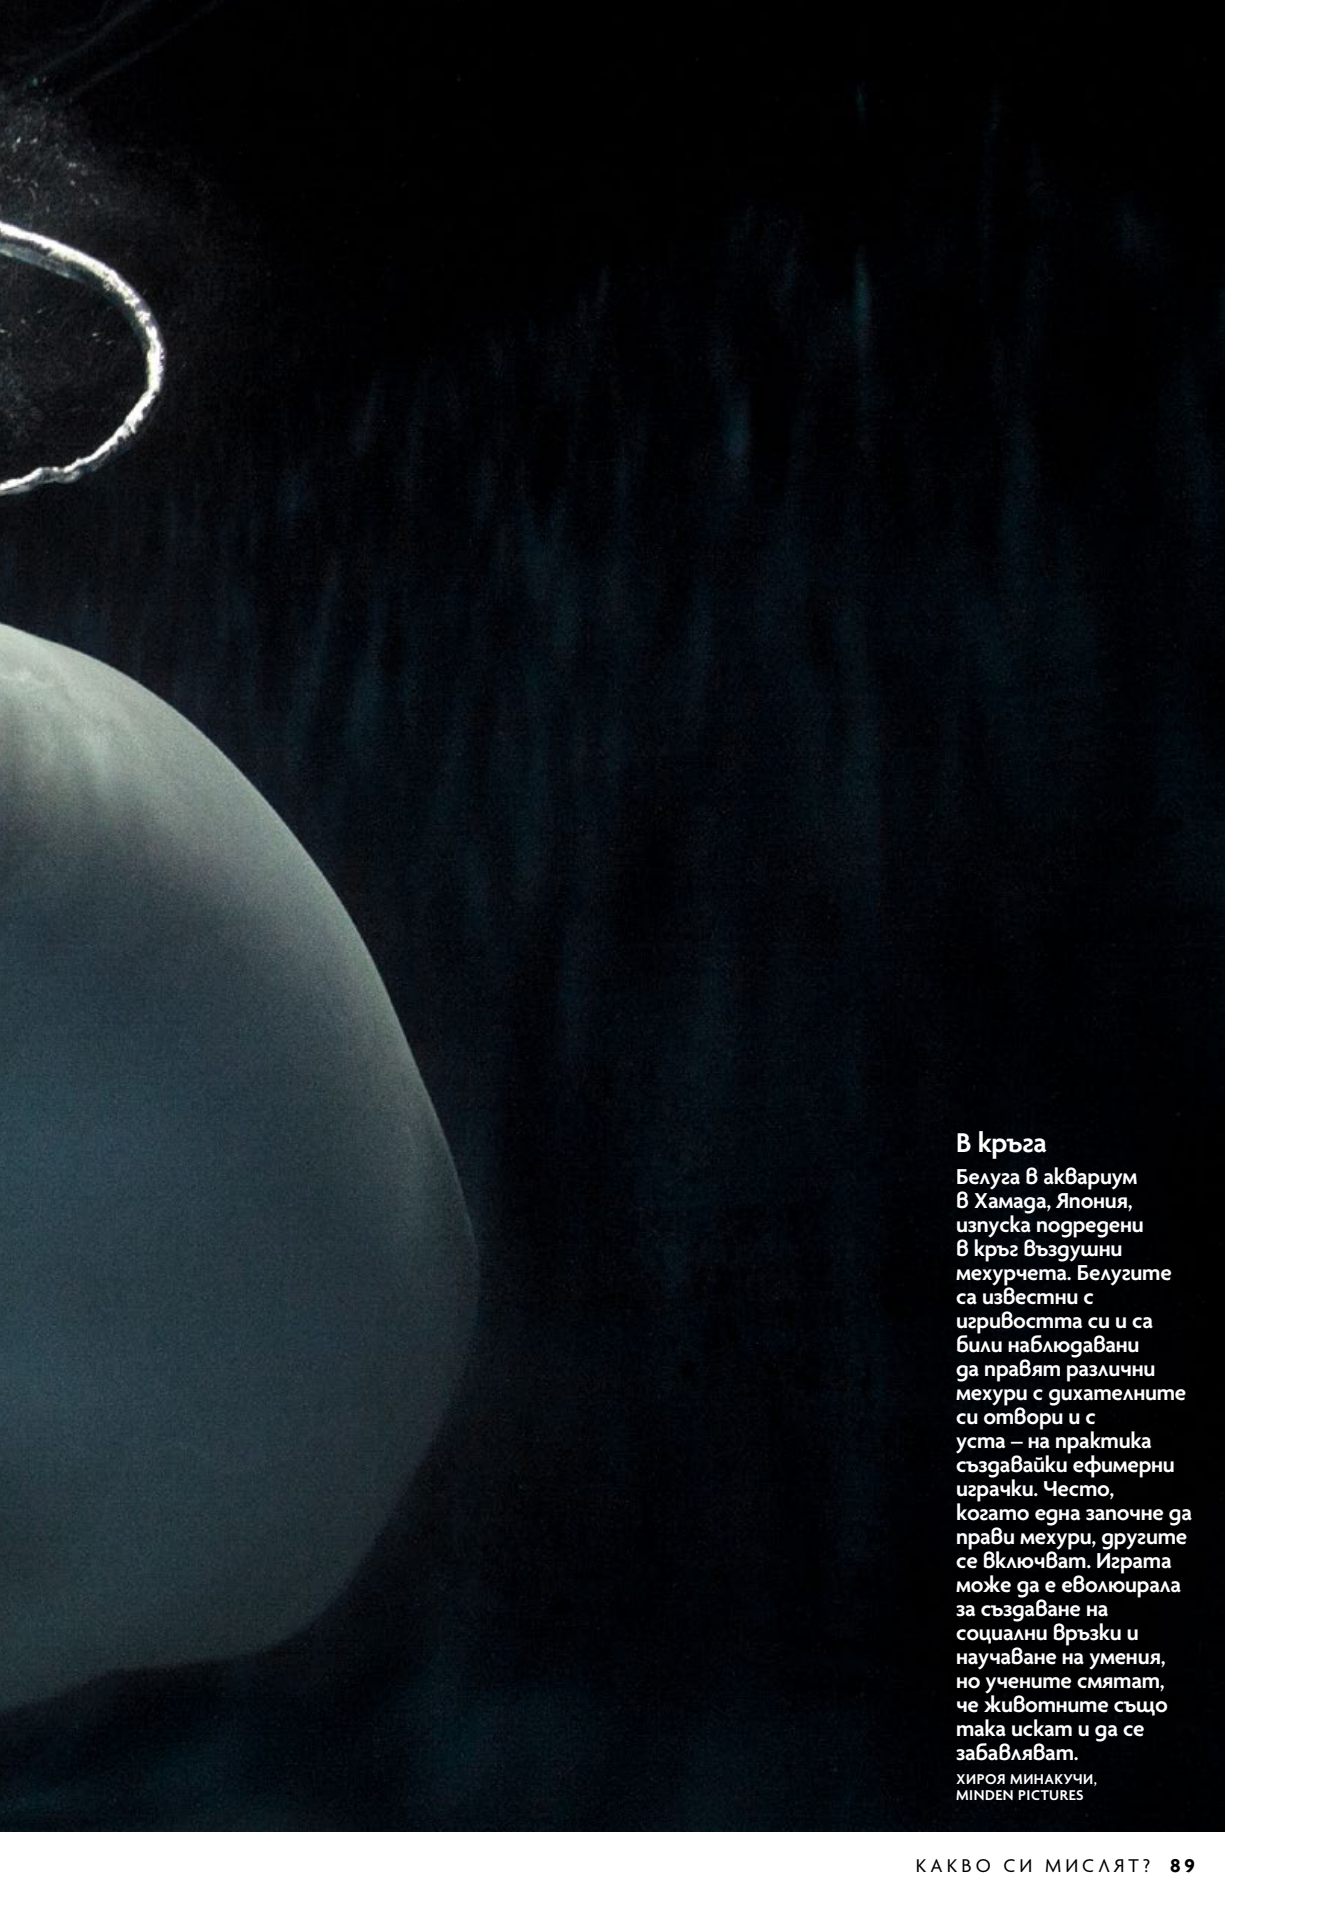 В кръга
Белуга в аквариум
в Хамада, Япония,
изпуска подредени
в кръг въздушни
мехурчета. Белугите
са известни с
игривостта си и са
били наблюдавани
да правят различни
мехури с дихателните
си отвори и с
уста – на практика
създавайки ефимерни
играчки. Често,
когато една започне да
прави мехури, другите
се включват. Играта
може да е еволюирала
за създаване на
социални връзки и
научаване на умения,
но учените смятат,
че животните също
така искат и да се
забавляват.
ХИРОЯ МИНАКУЧИ,
MINDEN PICTURES
КАКВО СИ МИСЛЯТ? 89